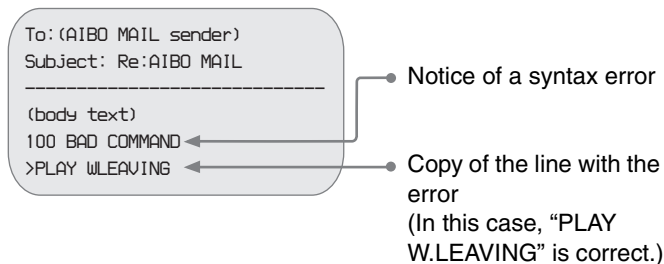 To:(AIBO MAIL sender)
Subject: Re:AIBO MAIL
-----------------------------
(body text)
100 BAD COMMAND
>PLAY WLEAVING
Notice of a syntax error
Copy of the line with the
error
(In this case, “PLAY
W.LEAVING” is correct.)